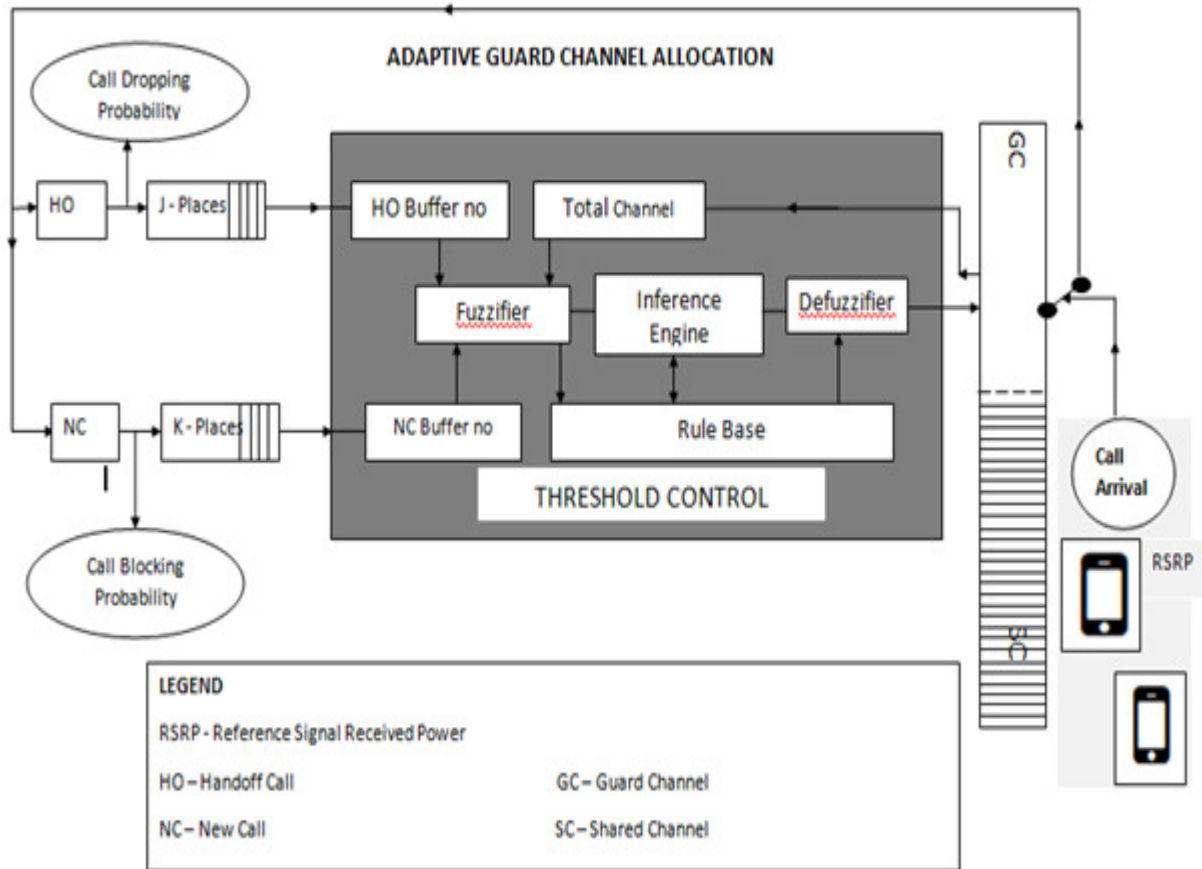 ADAPTIVE GUARD CHANNEL ALLOCATION
Call Dropping
Probability
GC
HO
J - Places
HO Buffer no
Total Channel
Fuzzifier
Inference
Engine
Defuzzifier
NC
K - Places
NC Buffer no
Rule Base
THRESHOLD CONTROL
Call
Arrival
Call Blocking
Probability
RSRP
SC
LEGEND
RSRP - Reference Signal Received Power
HO – Handoff Call
GC – Guard Channel
NC – New Call
SC – Shared Channel